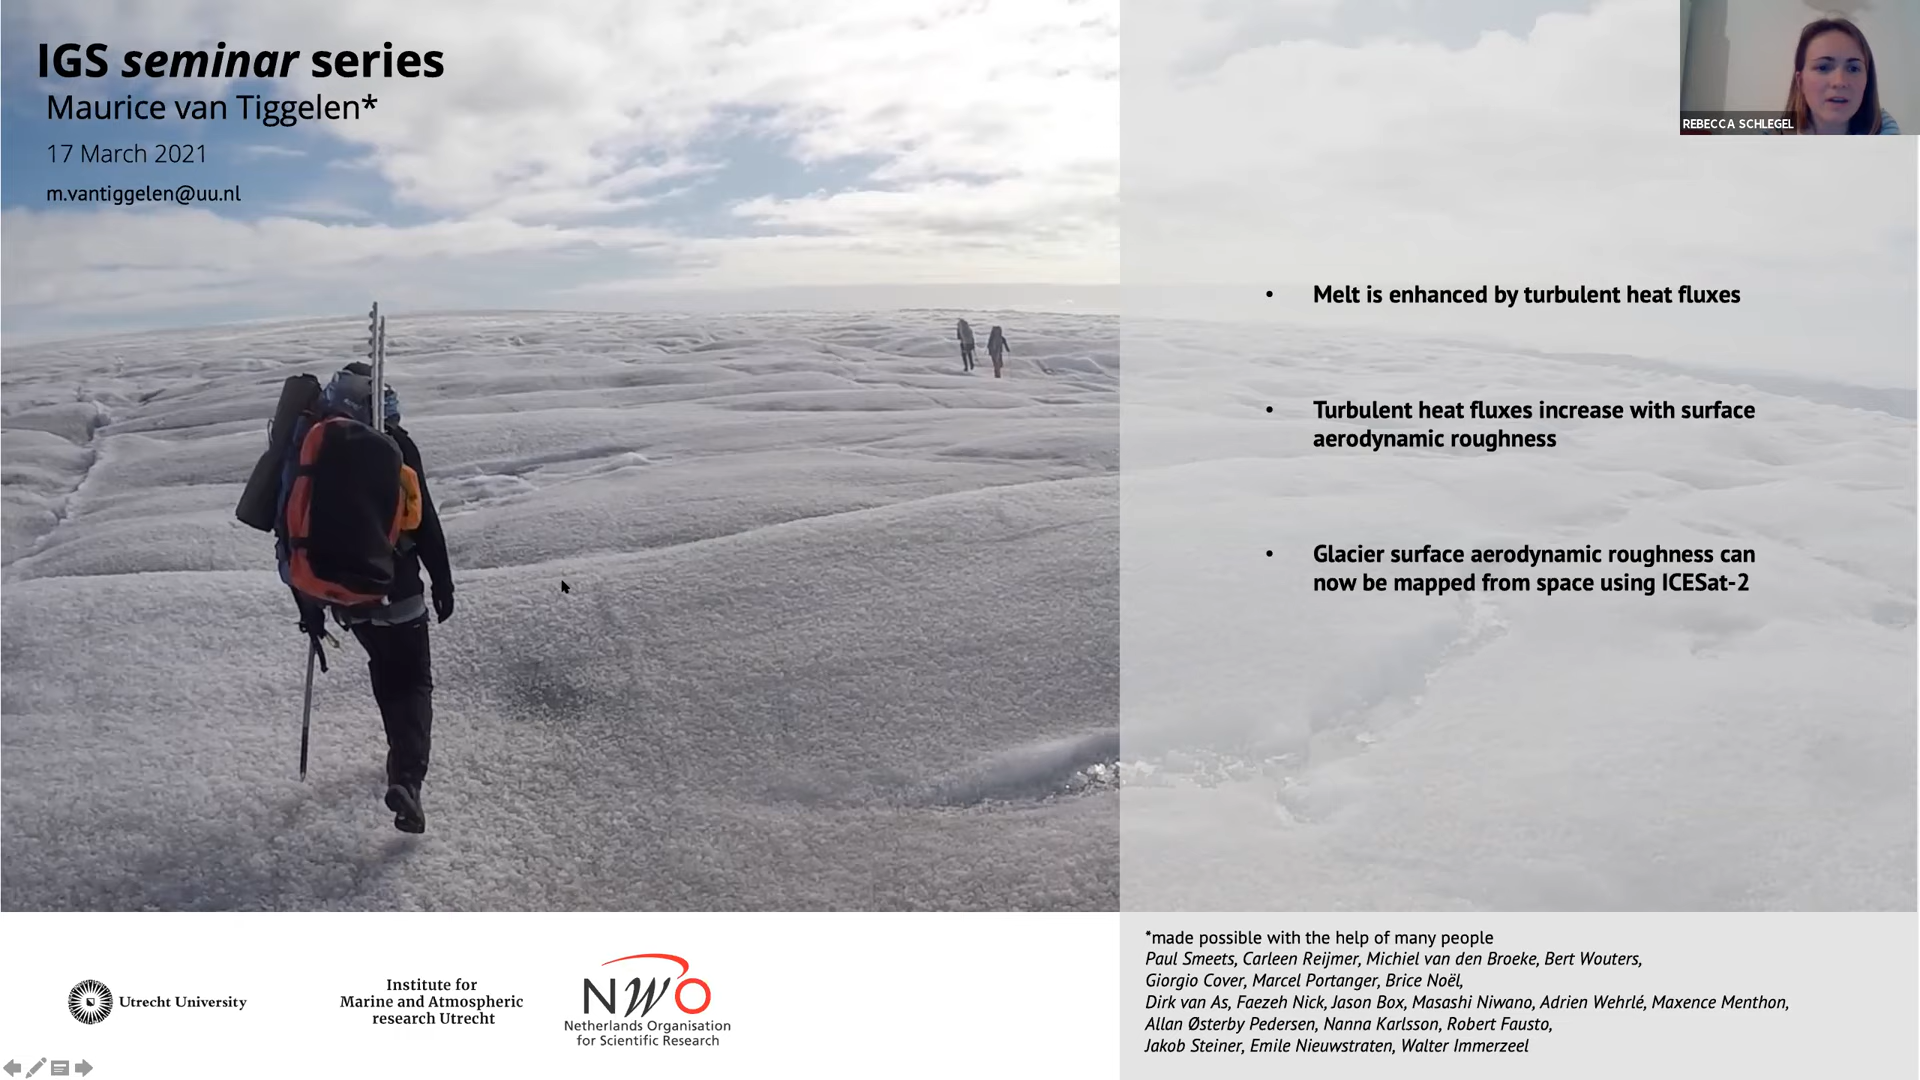 IGS seminar series
Maurice van Tiggelen*
17 March 2021
m.vantiggelen@uu.nl
REBECCA SCHLEGEL
• Melt is enhanced by turbulent heat fluxes
• Turbulent heat fluxes increase with surface
aerodynamic roughness
• Glacier surface aerodynamic roughness can
now be mapped from space using ICESat-2
Utrecht University
Institute for
Marine and Atmospheric
research Utrecht
NWO
Netherlands Organisation
for Scientific Research
*made possible with the help of many people
Paul Smeets, Carleen Reijmer, Michiel van den Broeke, Bert Wouters,
Giorgio Cover, Marcel Portanger, Brice Noël,
Dirk van As, Faezeh Nick, Jason Box, Masashi Niwano, Adrien Wehrlé, Maxence Menthon,
Allan Østerby Pedersen, Nanna Karlsson, Robert Fausto,
Jakob Steiner, Emile Nieuwstraten, Walter Immerzeel